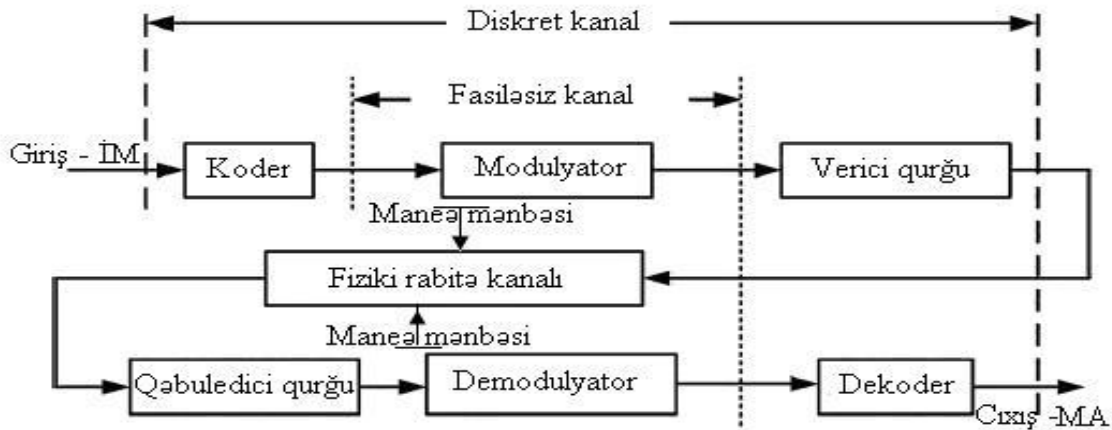 Diskret kanal
Fasiləsiz kanal
Giriş - İM
Koder
Modulyator
Verici qurğu
Maneə mənbəsi
Fiziki rabitə kanalı
Maneə mənbəsi
Qəbuledici qurğu
Demodulyator
Dekoder
Cıxış -MA